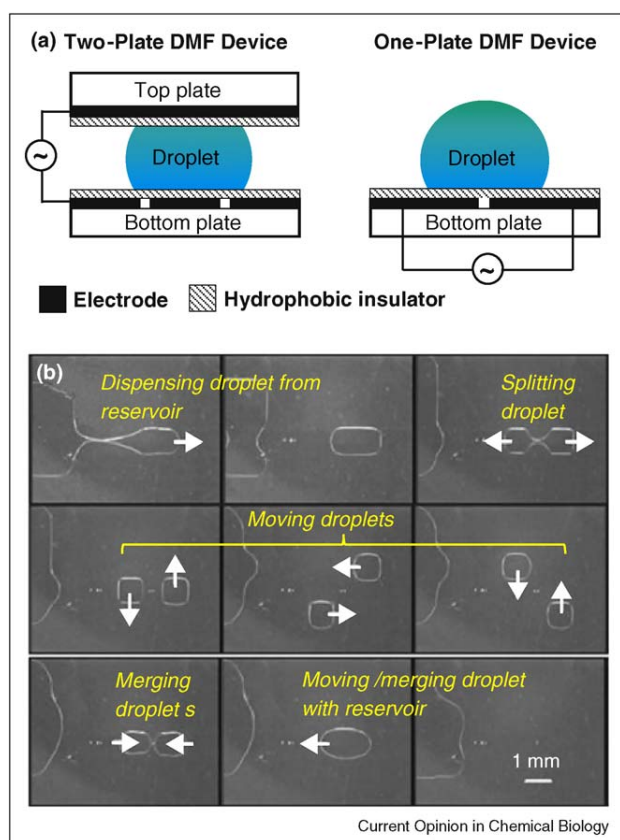 (a) Two-Plate DMF Device
One-Plate DMF Device
Top plate
Droplet
Bottom plate
~
Droplet
Bottom plate
~
Electrode
Hydrophobic insulator
(b)
Dispensing droplet from
reservoir
Splitting
droplet
Moving droplets
Merging
droplet s
Moving /merging droplet
with reservoir
1 mm
Current Opinion in Chemical Biology